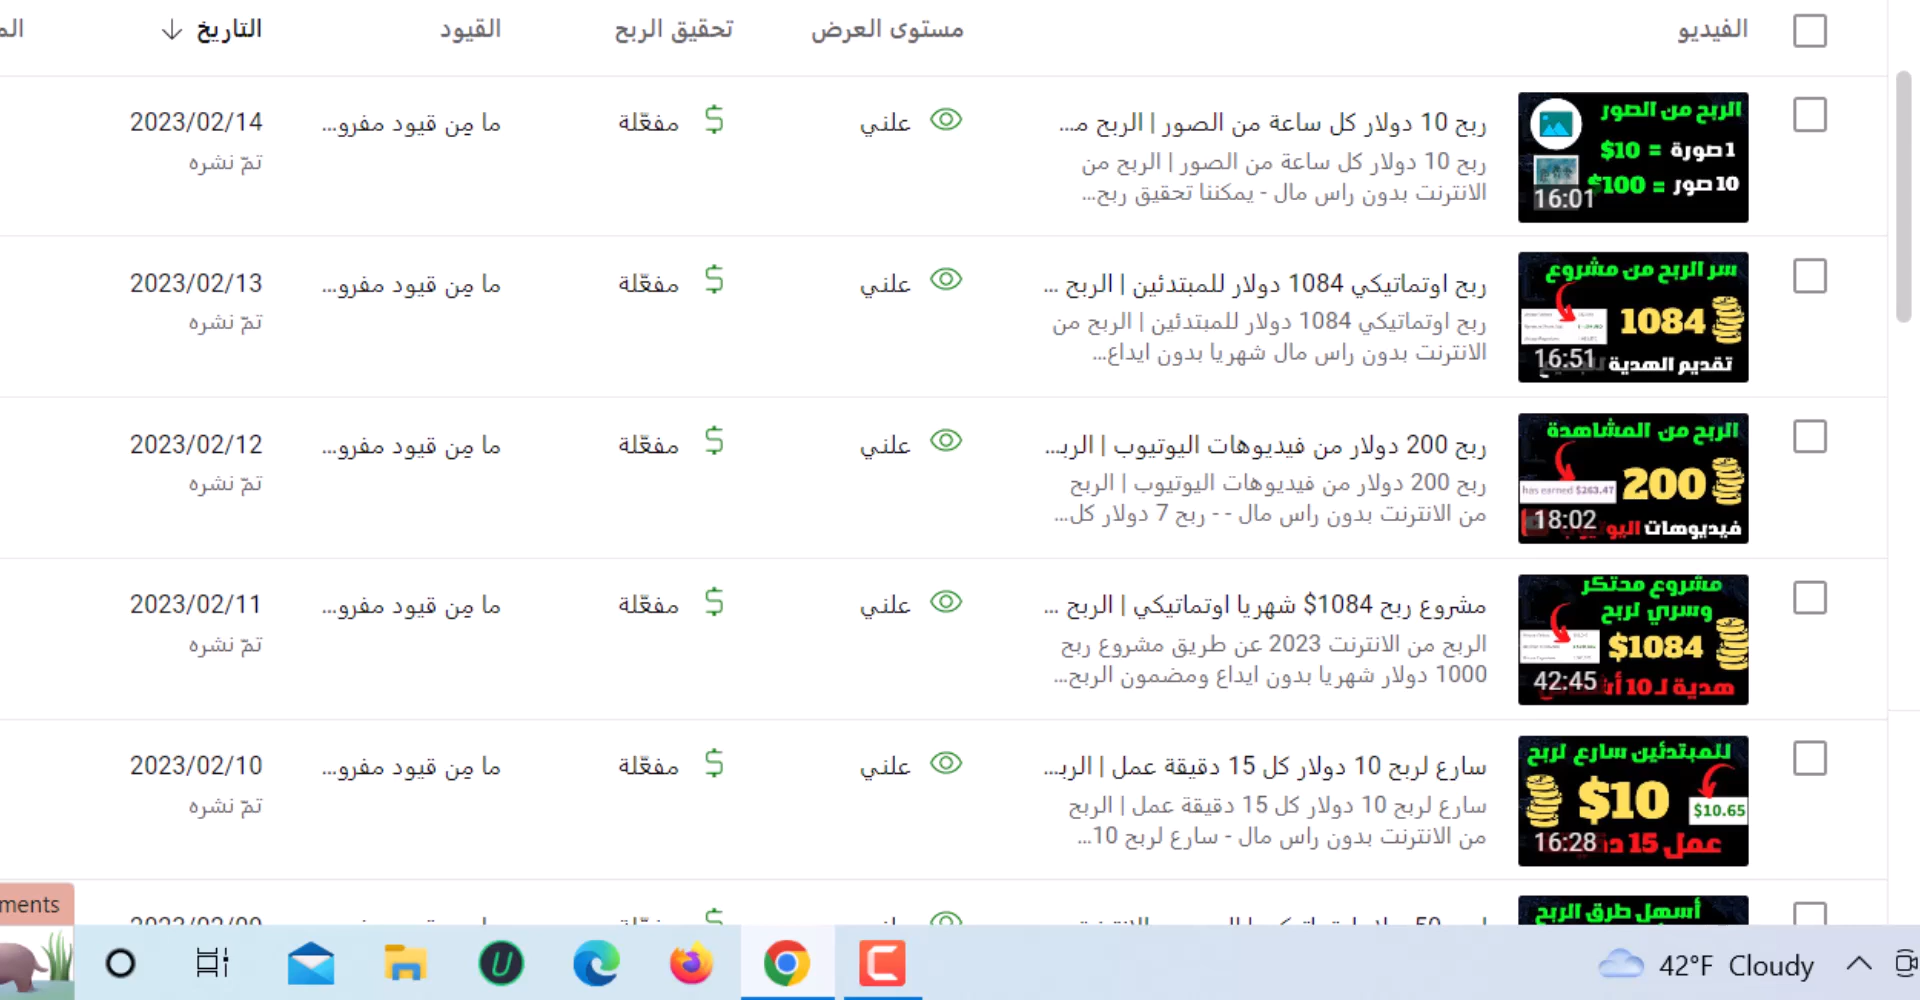 الفيديو مستوى العرض تحقيق الربح القيود التاريخ
الربح من الصور
1صورة = $10
10صور = $100
16:01
ربح 10 دولار كل ساعة من الصور | الربح مـ...
ربح 10 دولار كل ساعة من الصور | الربح من
الانترنت بدون راس مال - يمكننا تحقيق ربح...
علني
مفعّلة
ما مِن قيود مفرو...
2023/02/14
تمّ نشره
سر الربح من مشروع
1084
تقديم الهدية
16:51
ربح اوتماتيكي 1084 دولار للمبتدئين | الربح ...
ربح اوتماتيكي 1084 دولار للمبتدئين | الربح من
الانترنت بدون راس مال شهريا بدون ايداع...
علني
مفعّلة
ما مِن قيود مفرو...
2023/02/13
تمّ نشره
الربح من المشاهدة
200
has earned $263.47
فيديوهات اليوتيوب
18:02
ربح 200 دولار من فيديوهات اليوتيوب | الربـ...
ربح 200 دولار من فيديوهات اليوتيوب | الربح
من الانترنت بدون راس مال - - ربح 7 دولار كل...
علني
مفعّلة
ما مِن قيود مفرو...
2023/02/12
تمّ نشره
مشروع محتكر
وسري لربح
$1084
هدية لـ 10
42:45
مشروع ربح 1084$ شهريا اوتماتيكي | الربح ...
الربح من الانترنت 2023 عن طريق مشروع ربح
1000 دولار شهريا بدون ايداع ومضمون الربح...
علني
مفعّلة
ما مِن قيود مفرو...
2023/02/11
تمّ نشره
للمبتدئين سارع لربح
$10
$10.65
عمل 15
16:28
سارع لربح 10 دولار كل 15 دقيقة عمل | الربـ...
سارع لربح 10 دولار كل 15 دقيقة عمل | الربح
من الانترنت بدون راس مال - سارع لربح 10...
علني
مفعّلة
ما مِن قيود مفرو...
2023/02/10
تمّ نشره
أسهل طرق الربح
ments
42°F Cloudy